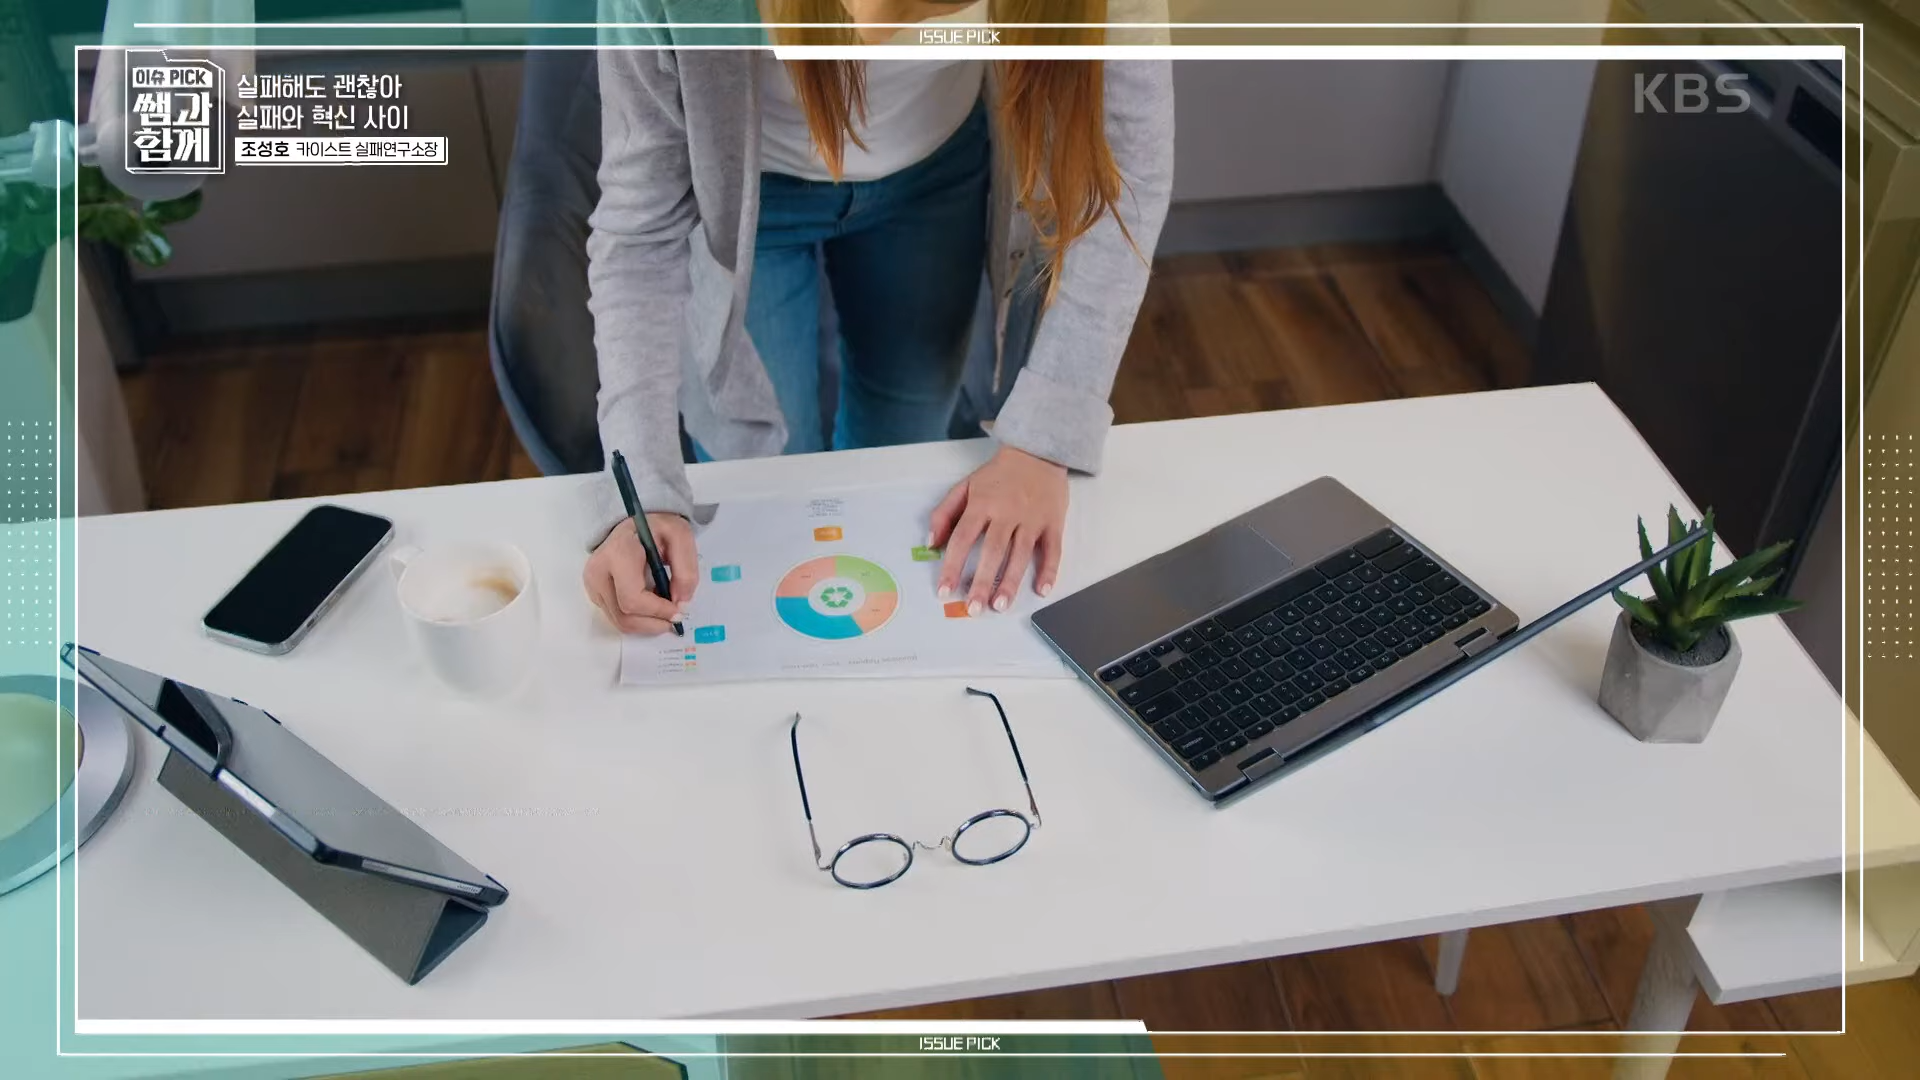 ISSUE PICK
이슈 PICK
쌤과
함께
실패해도 괜찮아
실패와 혁신 사이
조성호 카이스트 실패연구소장
KBS
ISSUE PICK